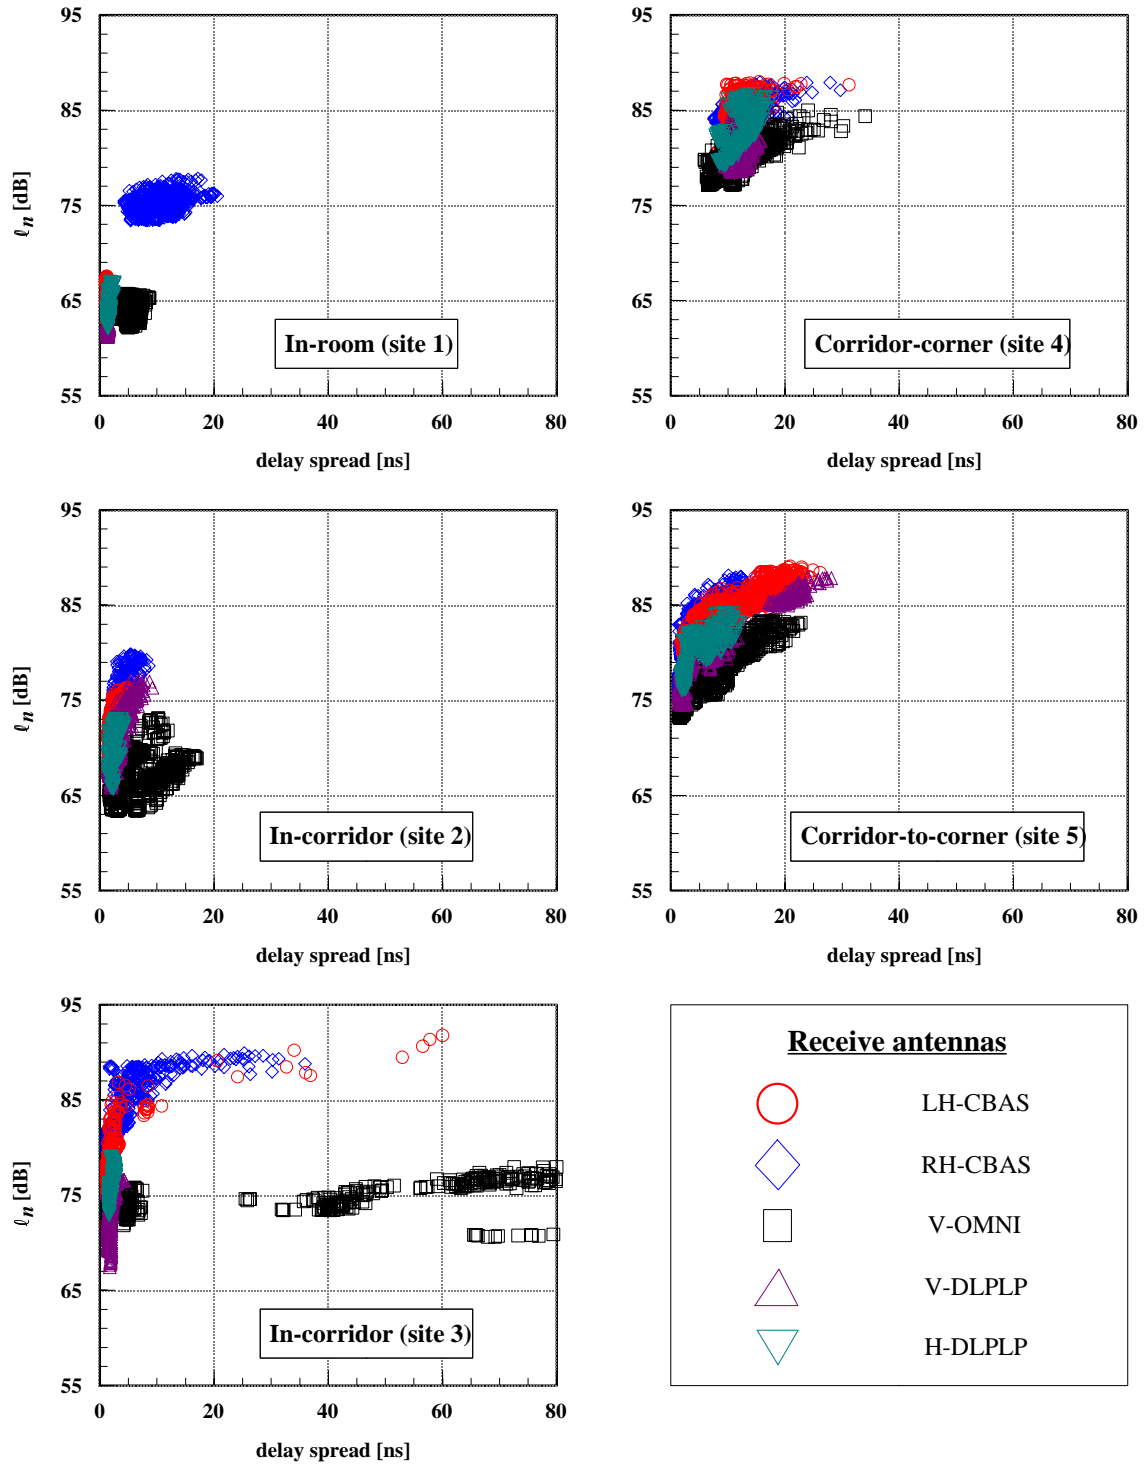 95
85
75
65
55
ℓn [dB]
In-room (site 1)
0 20 40 60 80
delay spread [ns]
95
85
75
65
55
Corridor-corner (site 4)
0 20 40 60 80
delay spread [ns]
95
85
75
65
55
ℓn [dB]
In-corridor (site 2)
0 20 40 60 80
delay spread [ns]
95
85
75
65
55
Corridor-to-corner (site 5)
0 20 40 60 80
delay spread [ns]
95
85
75
65
55
ℓn [dB]
In-corridor (site 3)
0 20 40 60 80
delay spread [ns]
Receive antennas
LH-CBAS
RH-CBAS
V-OMNI
V-DLPLP
H-DLPLP